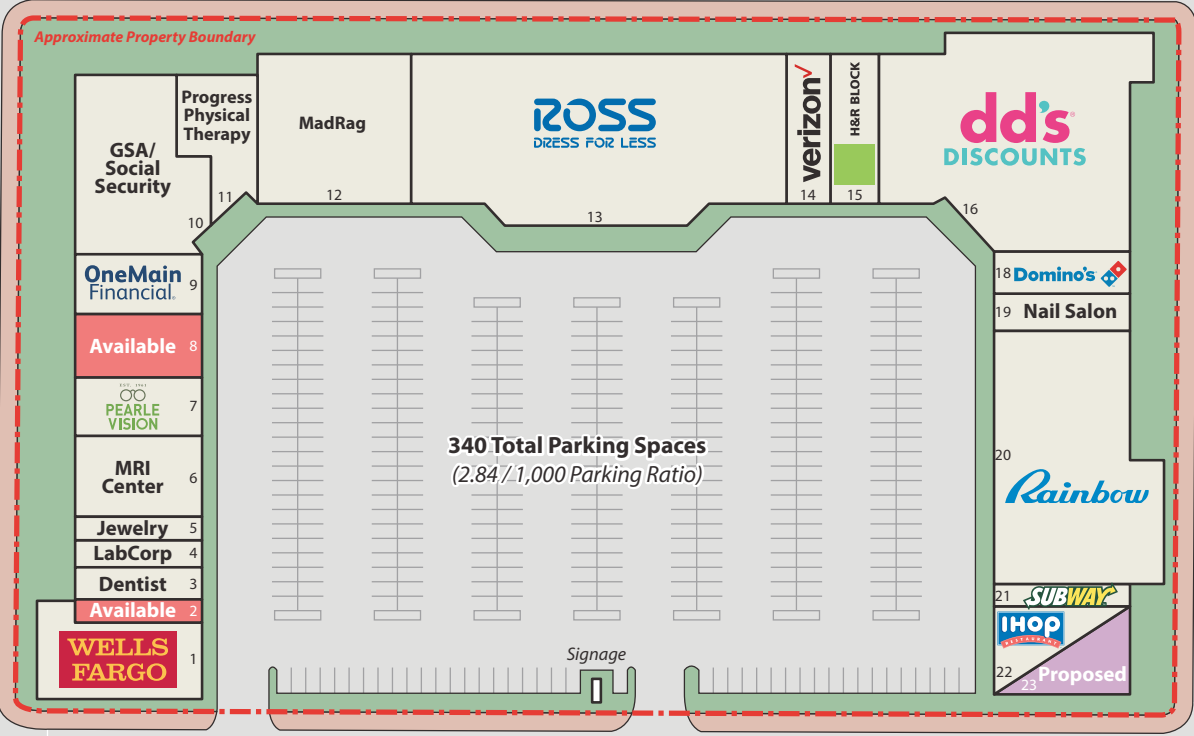 Approximate Property Boundary
GSA/
Social
Security
10
Progress
Physical
Therapy
11
MadRag
12
ROSS
DRESS FOR LESS
13
verizon
14
H&R BLOCK
15
dd's
DISCOUNTS
16
OneMain
Financial
9
Available 8
EST. 1961
PEARLE
VISION
7
MRI
Center
6
Jewelry 5
LabCorp 4
Dentist 3
Available 2
WELLS
FARGO
1
340 Total Parking Spaces
(2.84 / 1,000 Parking Ratio)
Signage
18 Domino's
19 Nail Salon
20
Rainbow
21 SUBWAY
IHOP
RESTAURANT
22
23 Proposed